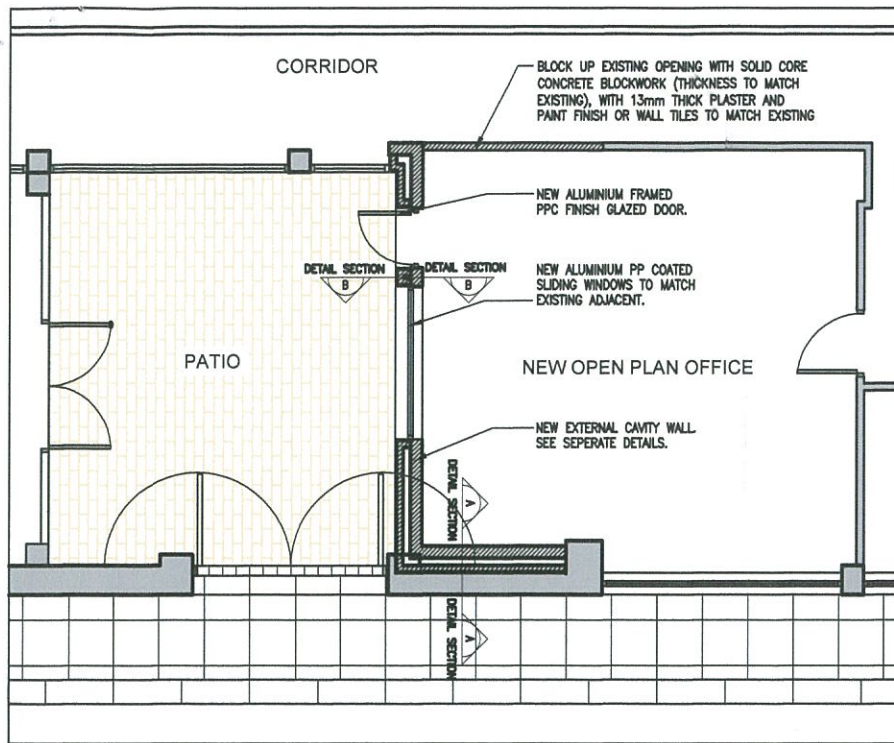 CORRIDOR
BLOCK UP EXISTING OPENING WITH SOLID CORE
CONCRETE BLOCKWORK (THICKNESS TO MATCH
EXISTING), WITH 13mm THICK PLASTER AND
PAINT FINISH OR WALL TILES TO MATCH EXISTING
NEW ALUMINIUM FRAMED
PPC FINISH GLAZED DOOR.
DETAIL SECTION
B
DETAIL SECTION
B
NEW ALUMINIUM PP COATED
SLIDING WINDOWS TO MATCH
EXISTING ADJACENT.
PATIO
NEW OPEN PLAN OFFICE
NEW EXTERNAL CAVITY WALL
SEE SEPERATE DETAILS.
DETAIL SECTION
A
DETAIL SECTION
A